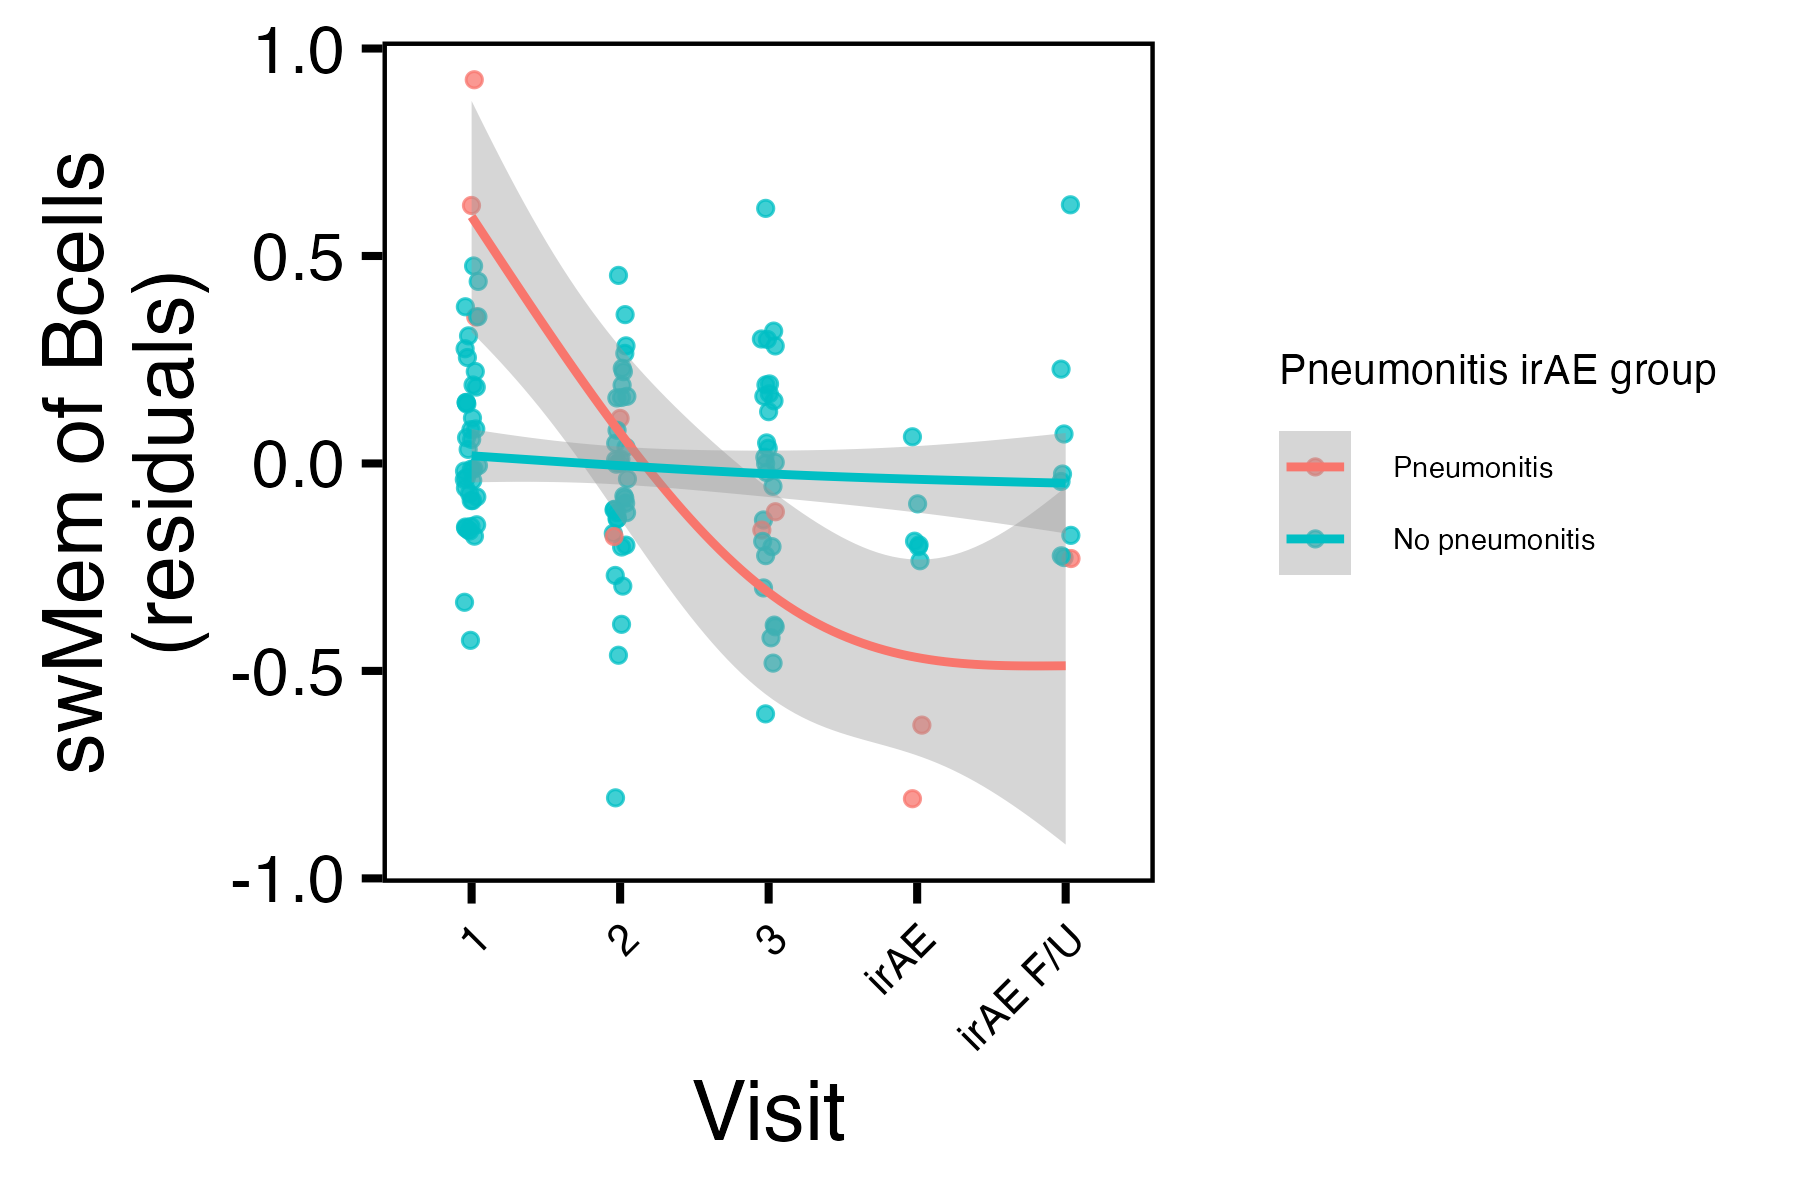 swMem of Bcells
(residuals)
1.0
0.5
0.0
-0.5
-1.0
1
2
3
irAE
irAE F/U
Visit
Pneumonitis irAE group
Pneumonitis
No pneumonitis